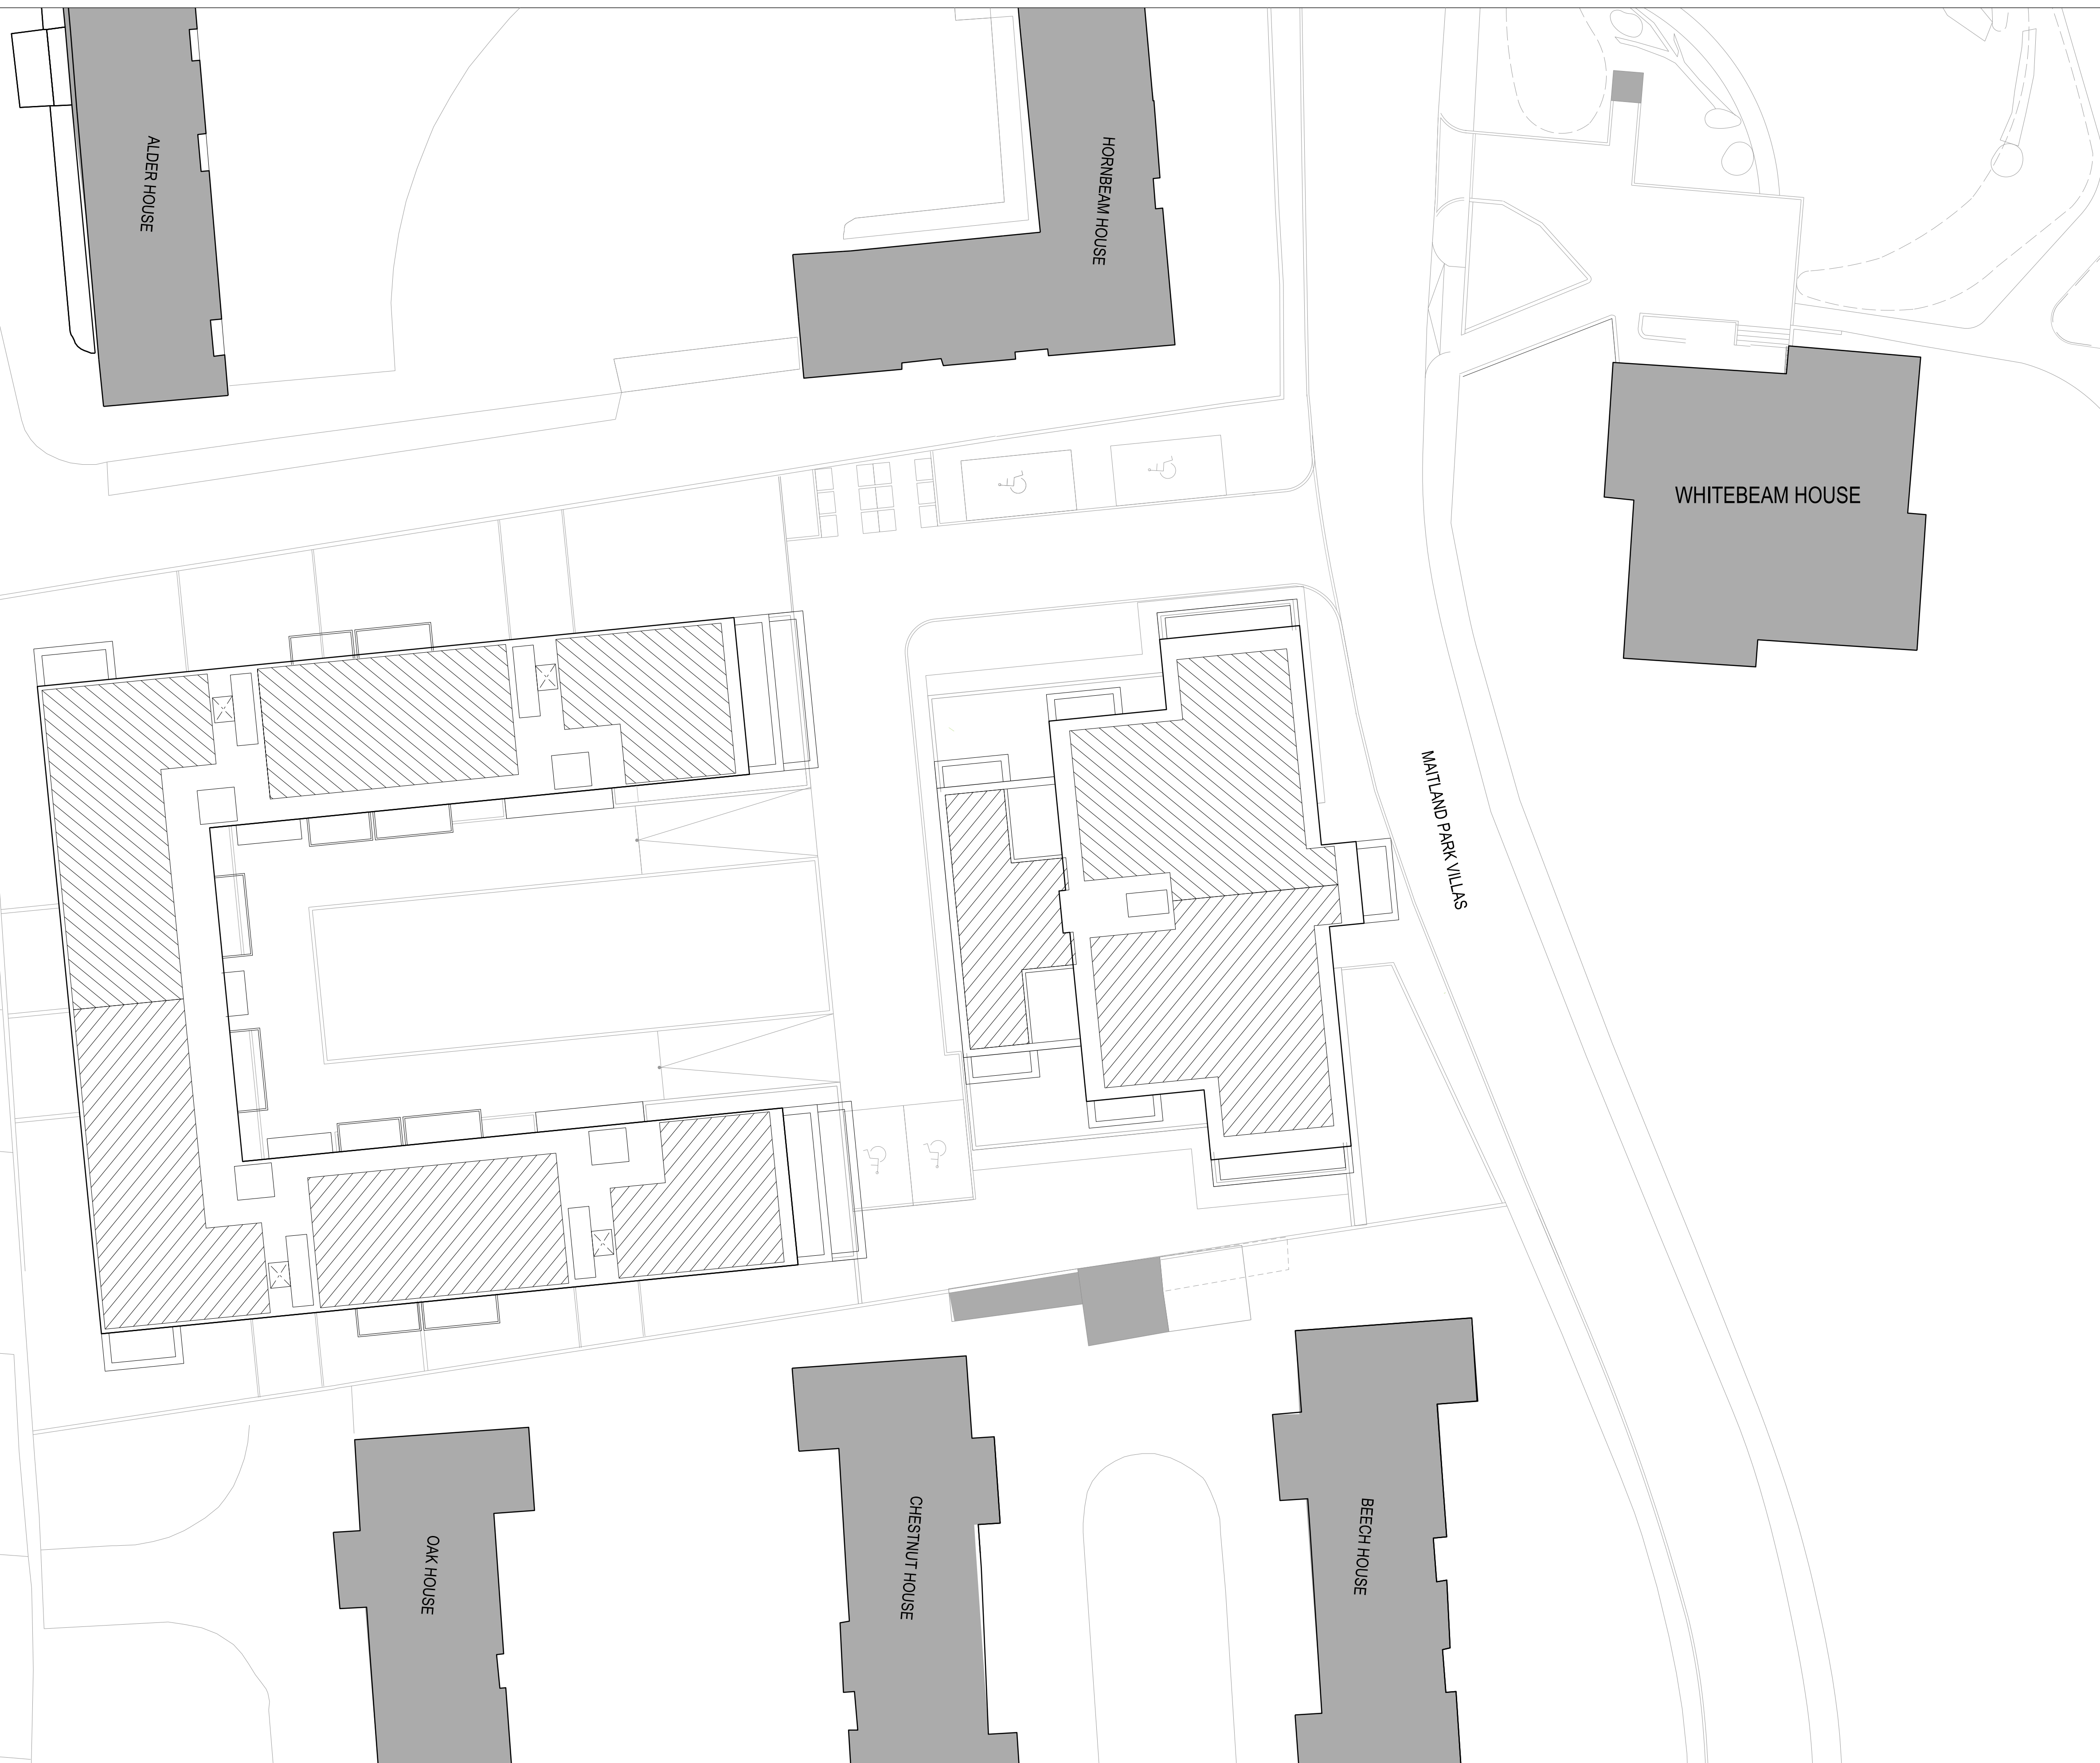 ALDER HOUSE
HORNBEAM HOUSE
WHITEBEAM HOUSE
MAITLAND PARK VILLAS
OAK HOUSE
CHESTNUT HOUSE
BEECH HOUSE